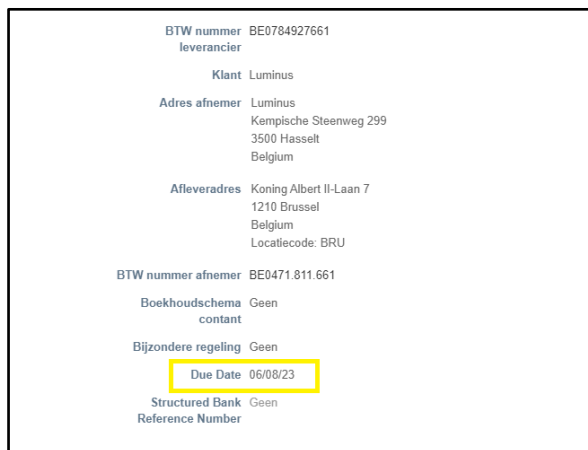 BTW nummer leverancier BE0784927661
Klant Luminus
Adres afnemer Luminus
Kempische Steenweg 299
3500 Hasselt
Belgium
Afleveradres Koning Albert II-Laan 7
1210 Brussel
Belgium
Locatiecode: BRU
BTW nummer afnemer BE0471.811.661
Boekhoudschema contant Geen
Bijzondere regeling Geen
Due Date 06/08/23
Structured Bank Reference Number Geen